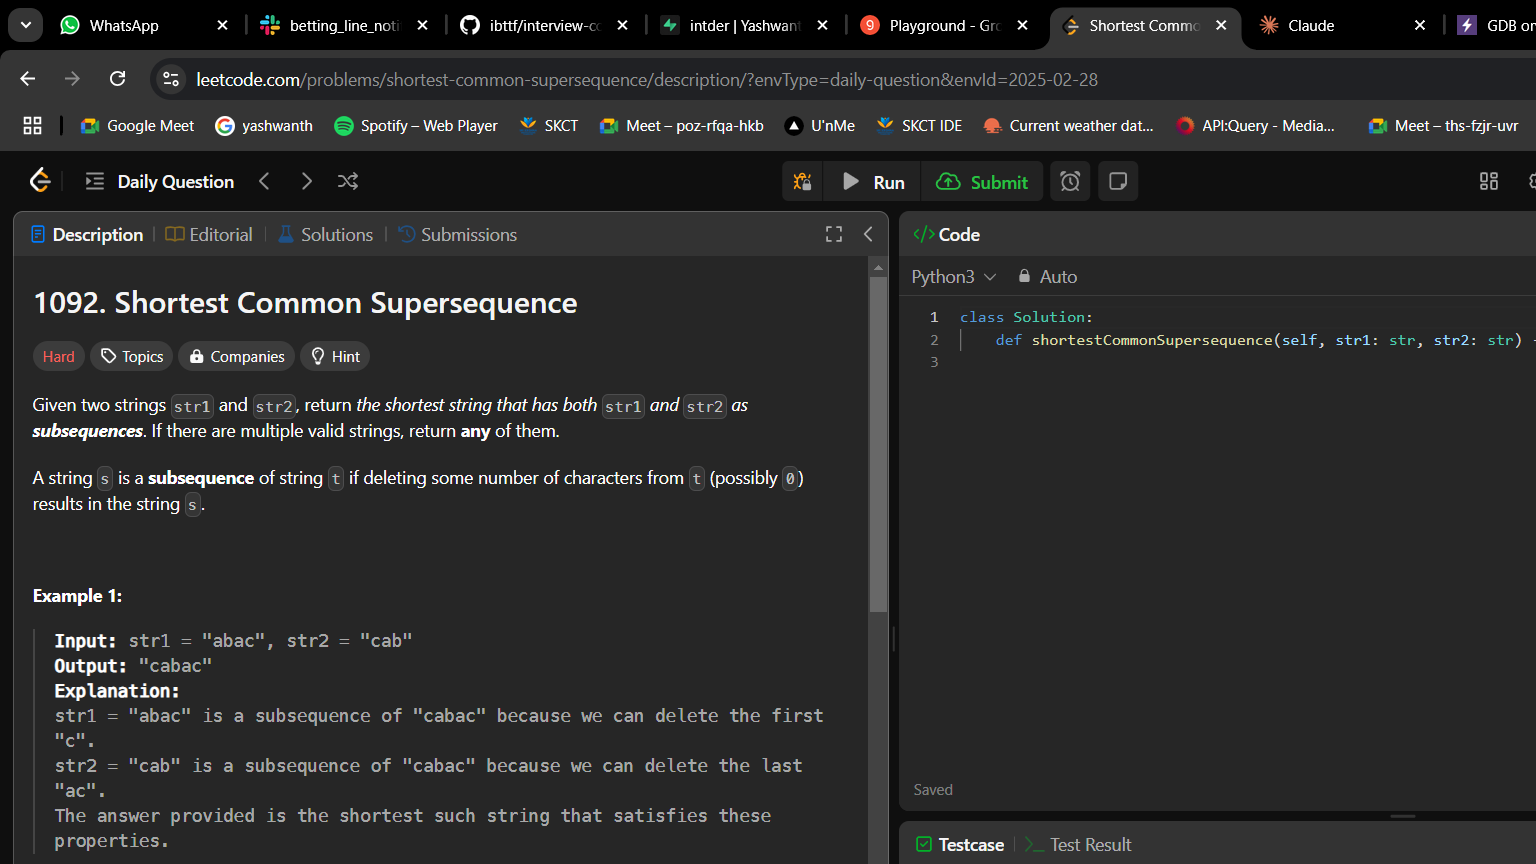 WhatsApp
betting_line_noti
ibttf/interview-co
intder | Yashwant
9
Playground - Gro
Shortest Commo
Claude
GDB on
leetcode.com/problems/shortest-common-supersequence/description/?envType=daily-question&envId=2025-02-28
Google Meet
yashwanth
Spotify – Web Player
SKCT
Meet – poz-rfqa-hkb
U'nMe
SKCT IDE
Current weather dat...
API:Query - Media...
Meet – ths-fzjr-uvr
Daily Question
Run
Submit
Description
Editorial
Solutions
Submissions
</> Code
Python3
Auto
1092. Shortest Common Supersequence
Hard
Topics
Companies
Hint
Given two strings str1 and str2, return the shortest string that has both str1 and str2 as
subsequences. If there are multiple valid strings, return any of them.
A string s is a subsequence of string t if deleting some number of characters from t (possibly 0)
results in the string s.
Example 1:
Input: str1 = "abac", str2 = "cab"
Output: "cabac"
Explanation:
str1 = "abac" is a subsequence of "cabac" because we can delete the first
"c".
str2 = "cab" is a subsequence of "cabac" because we can delete the last
"ac".
The answer provided is the shortest such string that satisfies these
properties.
1 class Solution:
2 def shortestCommonSupersequence(self, str1: str, str2: str) -
3
Saved
Testcase
Test Result